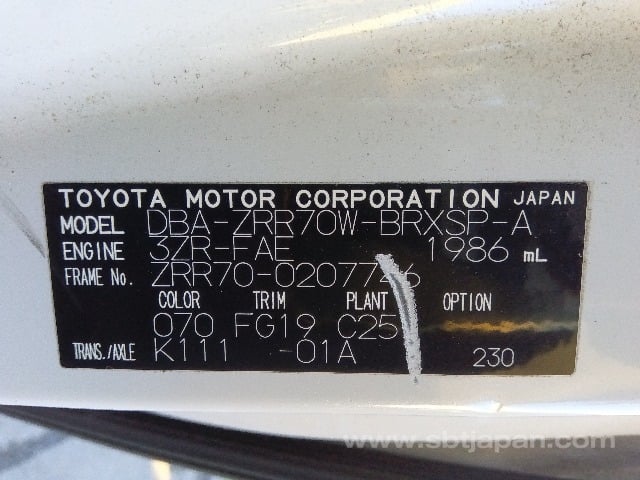 TOYOTA MOTOR CORPORATION JAPAN
MODEL DBA-ZRR70W-BRXSP-A
ENGINE 3ZR-FAE 1986 mL
FRAME No. ZRR70-0207746
COLOR TRIM PLANT OPTION
070 FG19 C25
TRANS./AXLE K111 -01A 230
www.sbtjapan.com